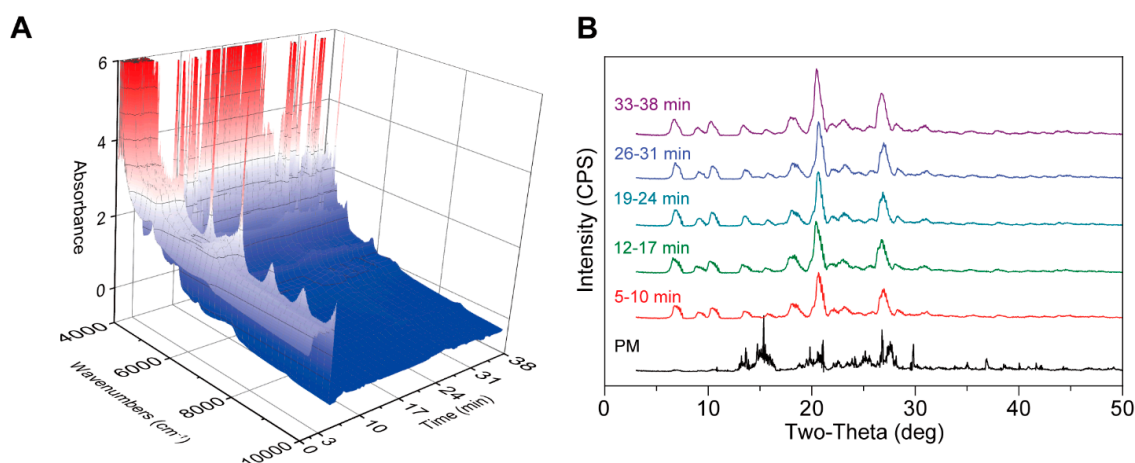 A
6
4
2
0
Absorbance
4000
6000
8000
10000
Wavenumbers (cm⁻¹)
0
3
10
17
24
31
38
Time (min)
B
Intensity (CPS)
33-38 min
26-31 min
19-24 min
12-17 min
5-10 min
PM
0 10 20 30 40 50
Two-Theta (deg)